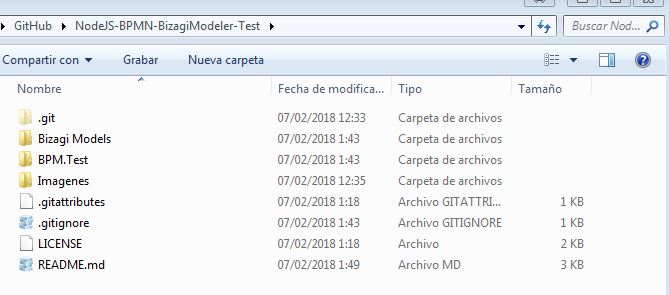 GitHub ▸ NodeJS-BPMN-BizagiModeler-Test ▸ Buscar Nod...
Compartir con Grabar Nueva carpeta
Nombre Fecha de modifica... Tipo Tamaño
.git 07/02/2018 12:33 Carpeta de archivos
Bizagi Models 07/02/2018 1:43 Carpeta de archivos
BPM.Test 07/02/2018 1:43 Carpeta de archivos
Imagenes 07/02/2018 12:35 Carpeta de archivos
.gitattributes 07/02/2018 1:18 Archivo GITATTRI... 1 KB
.gitignore 07/02/2018 1:43 Archivo GITIGNORE 1 KB
LICENSE 07/02/2018 1:18 Archivo 2 KB
README.md 07/02/2018 1:49 Archivo MD 3 KB